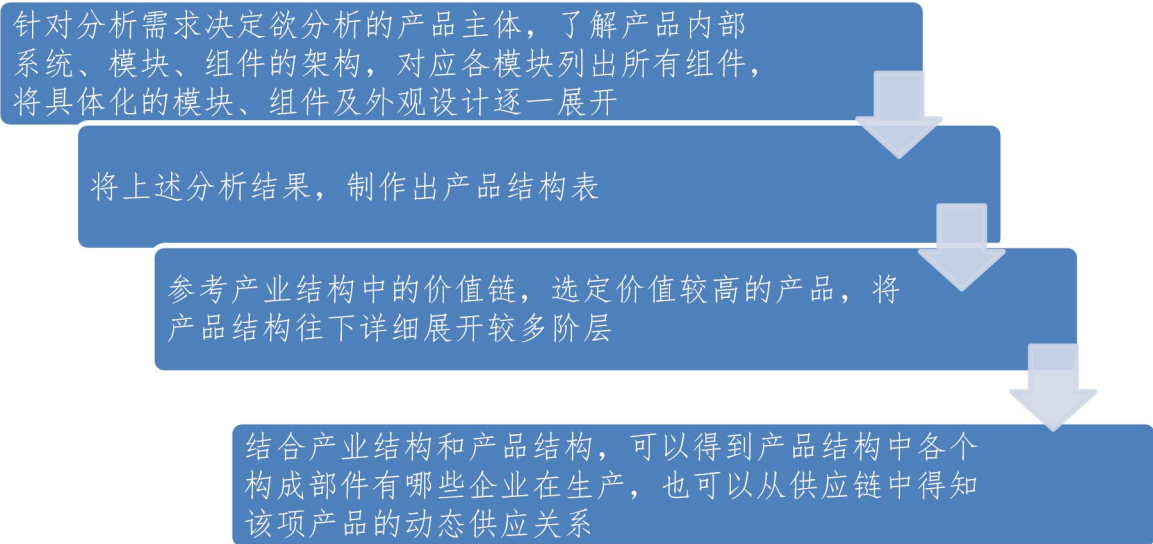 针对分析需求决定欲分析的产品主体，了解产品内部
系统、模块、组件的架构，对应各模块列出所有组件，
将具体化的模块、组件及外观设计逐一展开
将上述分析结果，制作出产品结构表
参考产业结构中的价值链，选定价值较高的产品，将
产品结构往下详细展开较多阶层
结合产业结构和产品结构，可以得到产品结构中各个
构成部件有哪些企业在生产，也可以从供应链中得知
该项产品的动态供应关系